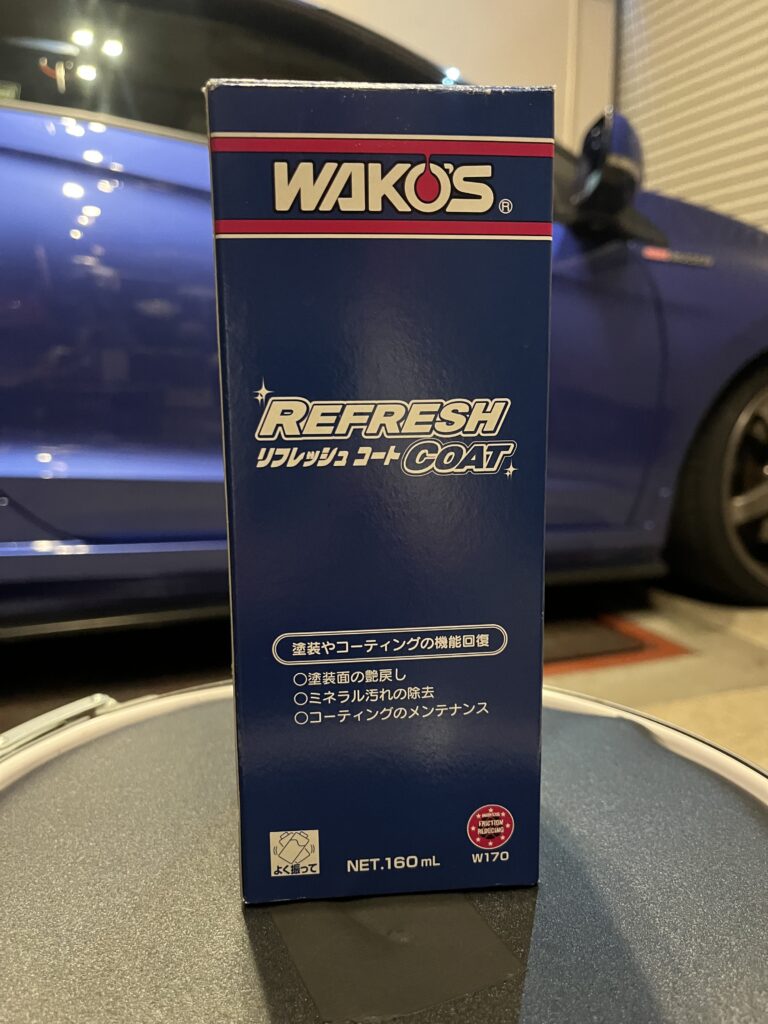 WAKO'S®
REFRESH
リフレッシュ コート COAT
塗装やコーティングの機能回復
○塗装面の艶戻し
○ミネラル汚れの除去
○コーティングのメンテナンス
よく振って
NET.160mL
FRICTION
REDUCING
W170